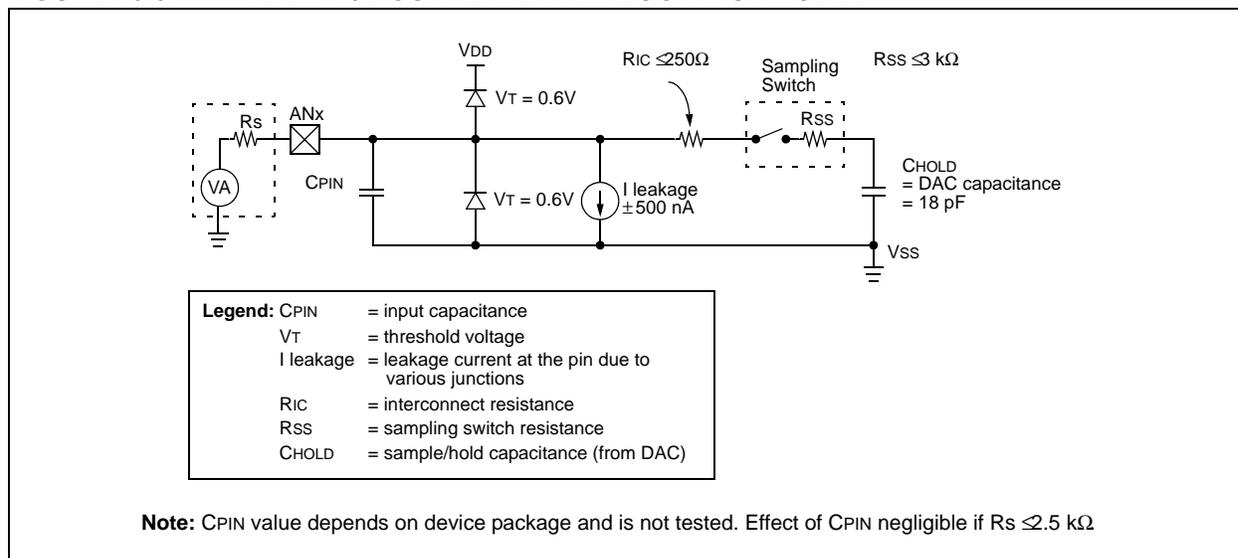 VDD
RIC ≤250Ω
Sampling
Switch
RSS ≤3 kΩ
VT = 0.6V
Rs
ANx
RSS
VA
CPIN
VT = 0.6V
I leakage
±500 nA
CHOLD
= DAC capacitance
= 18 pF
VSS
Legend: CPIN = input capacitance
VT = threshold voltage
I leakage = leakage current at the pin due to
various junctions
RIC = interconnect resistance
RSS = sampling switch resistance
CHOLD = sample/hold capacitance (from DAC)
Note: CPIN value depends on device package and is not tested. Effect of CPIN negligible if Rs ≤2.5 kΩ